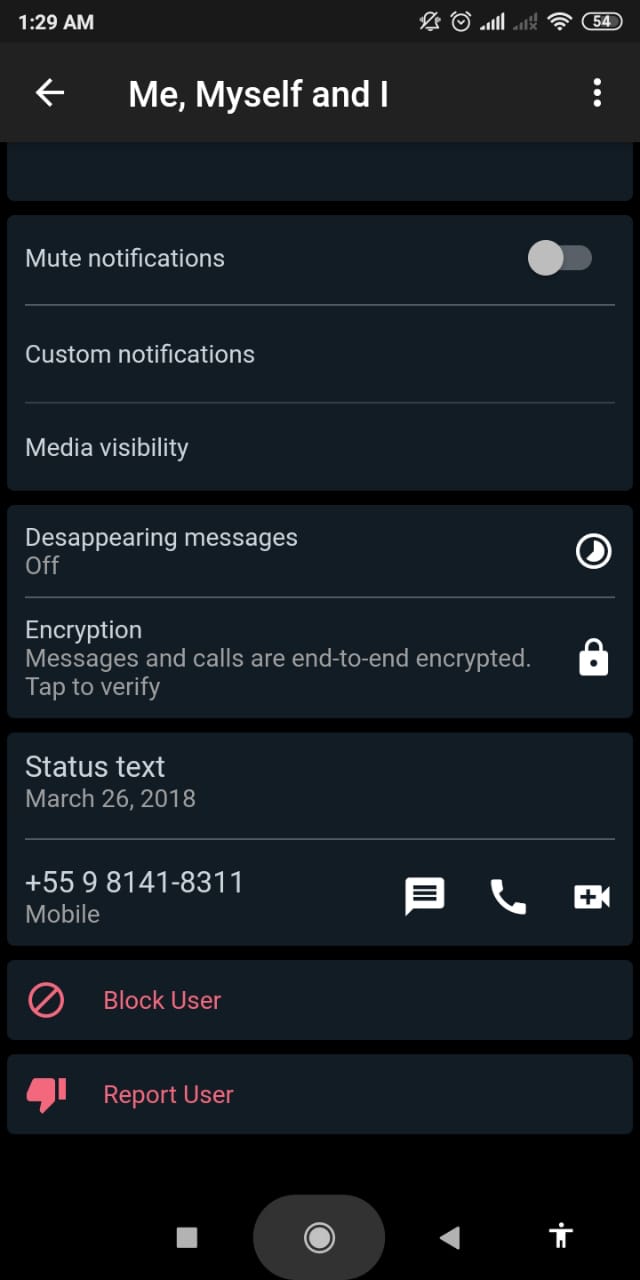 1:29 AM
54
Me, Myself and I
Mute notifications
Custom notifications
Media visibility
Desappearing messages
Off
Encryption
Messages and calls are end-to-end encrypted.
Tap to verify
Status text
March 26, 2018
+55 9 8141-8311
Mobile
Block User
Report User